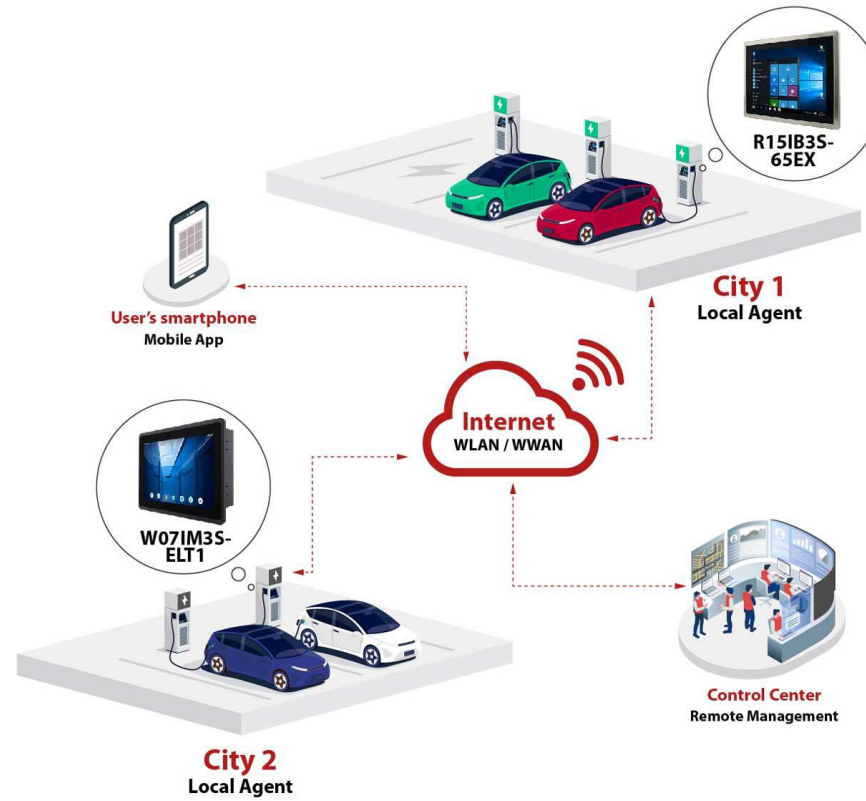 R15IB3S-
65EX
City 1
Local Agent
User's smartphone
Mobile App
Internet
WLAN / WWAN
W07IM3S-
ELT1
Control Center
Remote Management
City 2
Local Agent